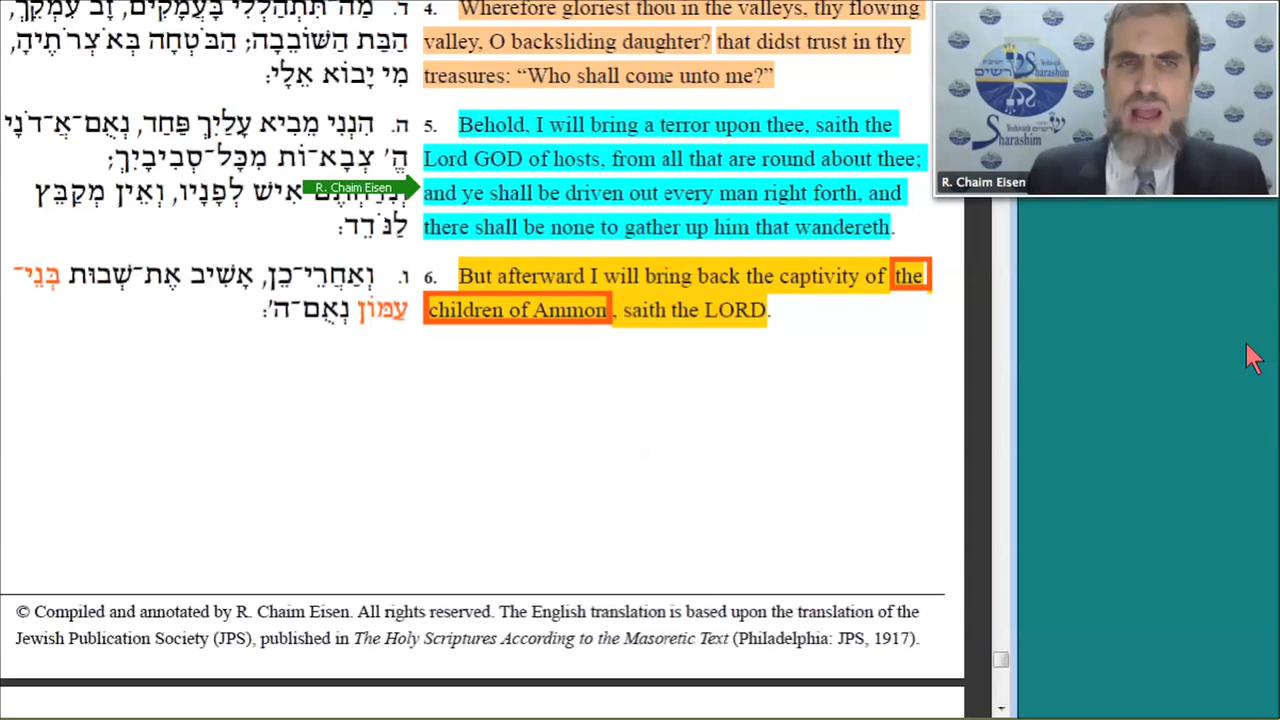 ד. מַה־תִּתְהַלְלִי בָּעֲמָקִים, זָב עִמְקֵךְ,
הַבַּת הַשּׁוֹבֵבָה; הַבֹּטְחָה בְּאֹצְרֹתֶיהָ,
מִי יָבוֹא אֵלָי:
4. Wherefore gloriest thou in the valleys, thy flowing
valley, O backsliding daughter? that didst trust in thy
treasures: “Who shall come unto me?”
ה. הִנְנִי מֵבִיא עָלַיִךְ פַּחַד, נְאֻם־אֲ־דֹנָי
הֱ' צְבָא־וֹת מִכָּל־סְבִיבָיִךְ;
אִישׁ לְפָנָיו, וְאֵין מְקַבֵּץ
לַנֹּדֵד:
5. Behold, I will bring a terror upon thee, saith the
Lord GOD of hosts, from all that are round about thee;
and ye shall be driven out every man right forth, and
there shall be none to gather up him that wandereth.
ו. וְאַחֲרֵי־כֵן, אָשִׁיב אֶת־שְׁבוּת בְּנֵי־
עַמּוֹן נְאֻם־ה':
6. But afterward I will bring back the captivity of the
children of Ammon, saith the LORD.
R. Chaim Eisen
© Compiled and annotated by R. Chaim Eisen. All rights reserved. The English translation is based upon the translation of the
Jewish Publication Society (JPS), published in The Holy Scriptures According to the Masoretic Text (Philadelphia: JPS, 1917).
Yeshivat
Sharashim
שרשים
Sharashim
R. Chaim Eisen